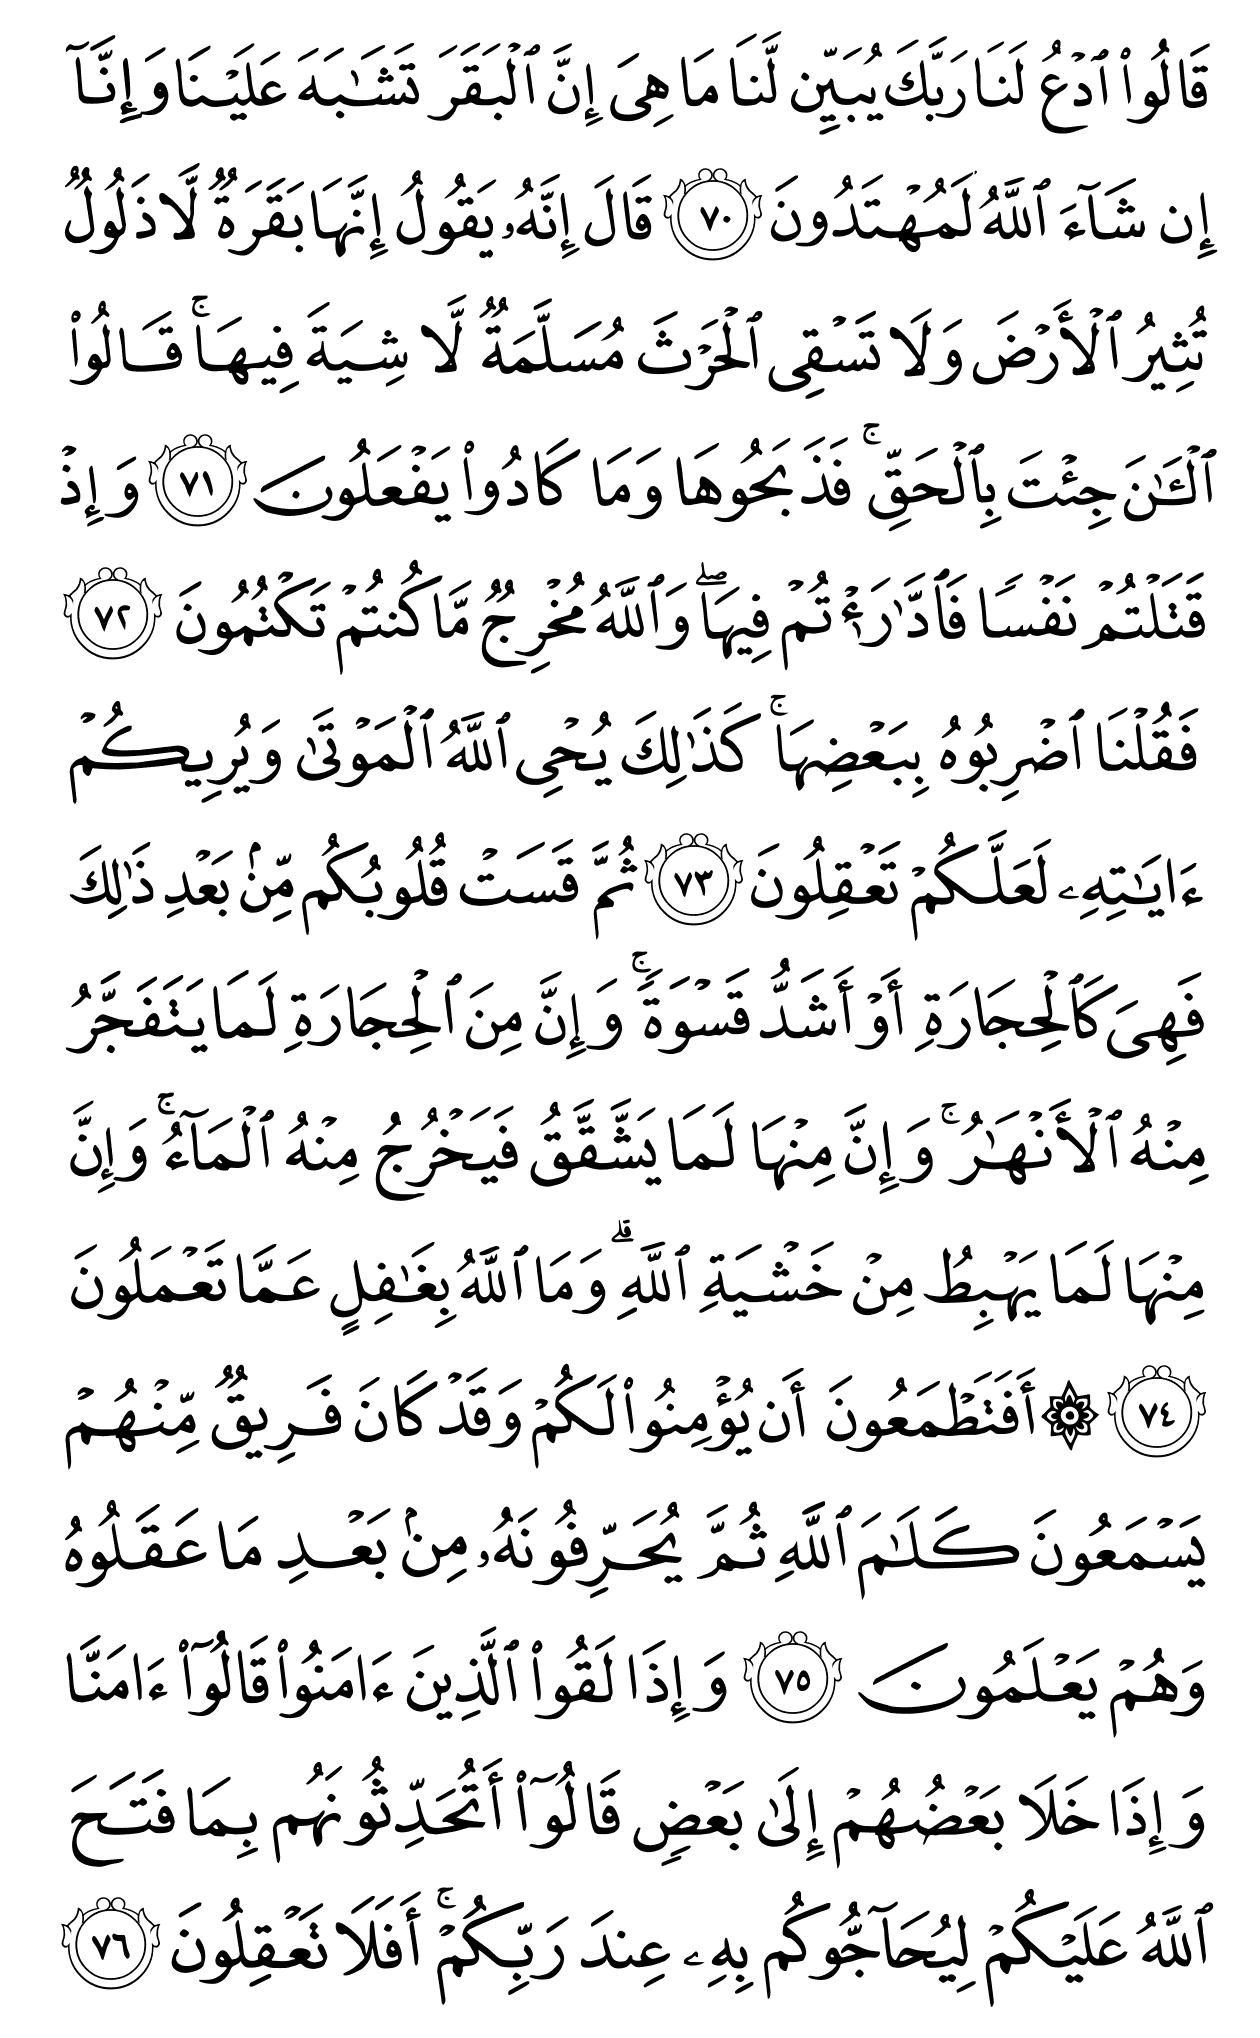 قَالُوا۟ ٱدْعُ لَنَا رَبَّكَ يُبَيِّن لَّنَا مَا هِىَ إِنَّ ٱلْبَقَرَ تَشَـٰبَهَ عَلَيْنَا وَإِنَّآ
إِن شَآءَ ٱللَّهُ لَمُهْتَدُونَ ٧٠ قَالَ إِنَّهُۥ يَقُولُ إِنَّهَا بَقَرَةٌ لَّا ذَلُولٌ
تُثِيرُ ٱلْأَرْضَ وَلَا تَسْقِى ٱلْحَرْثَ مُسَلَّمَةٌ لَّا شِيَةَ فِيهَا ۚ قَالُوا۟
ٱلْـَٔـٰنَ جِئْتَ بِٱلْحَقِّ ۚ فَذَبَحُوهَا وَمَا كَادُوا۟ يَفْعَلُونَ ٧١ وَإِذْ
قَتَلْتُمْ نَفْسًا فَٱدَّٰرَْٰٔتُمْ فِيهَا ۖ وَٱللَّهُ مُخْرِجٌ مَّا كُنتُمْ تَكْتُمُونَ ٧٢
فَقُلْنَا ٱضْرِبُوهُ بِبَعْضِهَا ۚ كَذَٰلِكَ يُحْىِ ٱللَّهُ ٱلْمَوْتَىٰ وَيُرِيكُمْ
ءَايَـٰتِهِۦ لَعَلَّكُمْ تَعْقِلُونَ ٧٣ ثُمَّ قَسَتْ قُلُوبُكُم مِّنۢ بَعْدِ ذَٰلِكَ
فَهِىَ كَٱلْحِجَارَةِ أَوْ أَشَدُّ قَسْوَةً ۚ وَإِنَّ مِنَ ٱلْحِجَارَةِ لَمَا يَتَفَجَّرُ
مِنْهُ ٱلْأَنْهَـٰرُ ۚ وَإِنَّ مِنْهَا لَمَا يَشَّقَّقُ فَيَخْرُجُ مِنْهُ ٱلْمَآءُ ۚ وَإِنَّ
مِنْهَا لَمَا يَهْبِطُ مِنْ خَشْيَةِ ٱللَّهِ ۗ وَمَا ٱللَّهُ بِغَـٰفِلٍ عَمَّا تَعْمَلُونَ
٧٤ ۞ أَفَتَطْمَعُونَ أَن يُؤْمِنُوا۟ لَكُمْ وَقَدْ كَانَ فَرِيقٌ مِّنْهُمْ
يَسْمَعُونَ كَلَـٰمَ ٱللَّهِ ثُمَّ يُحَرِّفُونَهُۥ مِنۢ بَعْدِ مَا عَقَلُوهُ
وَهُمْ يَعْلَمُونَ ٧٥ وَإِذَا لَقُوا۟ ٱلَّذِينَ ءَامَنُوا۟ قَالُوٓا۟ ءَامَنَّا
وَإِذَا خَلَا بَعْضُهُمْ إِلَىٰ بَعْضٍ قَالُوٓا۟ أَتُحَدِّثُونَهُم بِمَا فَتَحَ
ٱللَّهُ عَلَيْكُمْ لِيُحَآجُّوكُم بِهِۦ عِندَ رَبِّكُمْ ۚ أَفَلَا تَعْقِلُونَ ٧٦